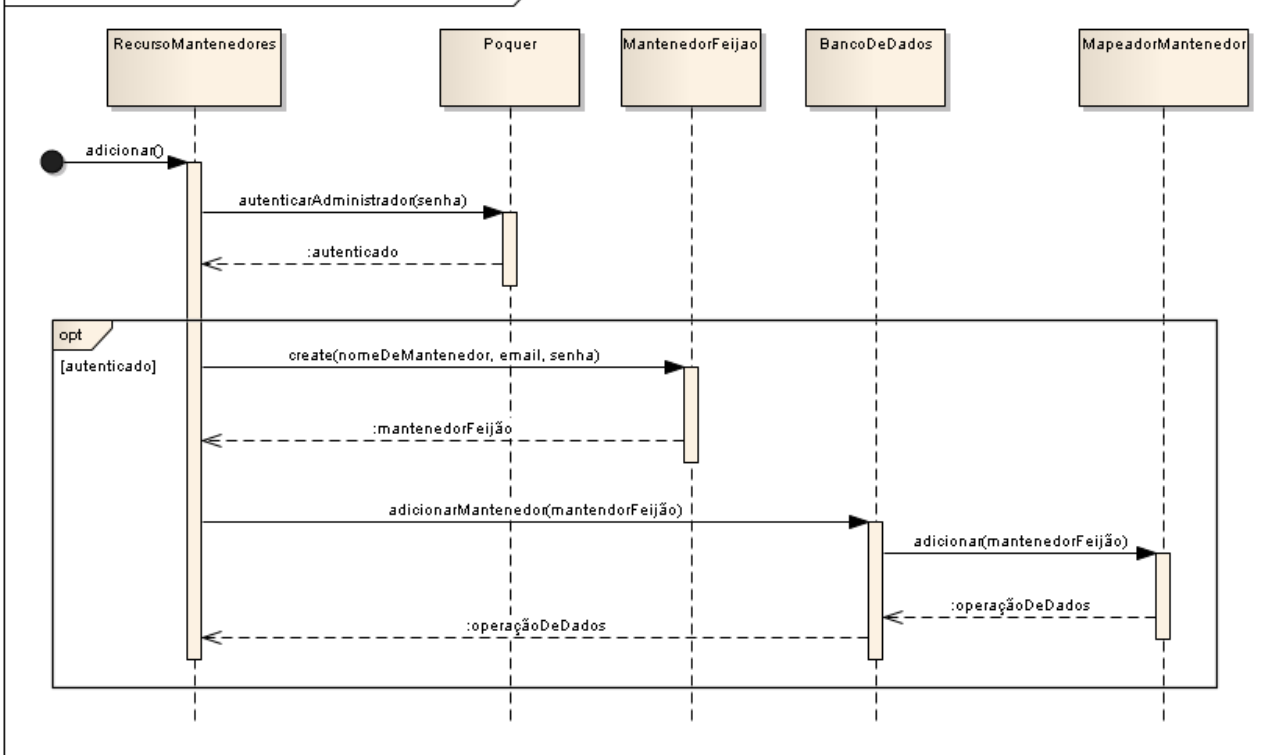 RecursoMantenedores
Poquer
MantenedorFeijao
BancoDeDados
MapeadorMantenedor
adicionar()
autenticarAdministrador(senha)
:autenticado
opt
[autenticado]
create(nomeDeMantenedor, email, senha)
:mantenedorFeijão
adicionarMantenedor(mantendorFeijão)
adicionar(mantenedorFeijão)
:operaçãoDeDados
:operaçãoDeDados